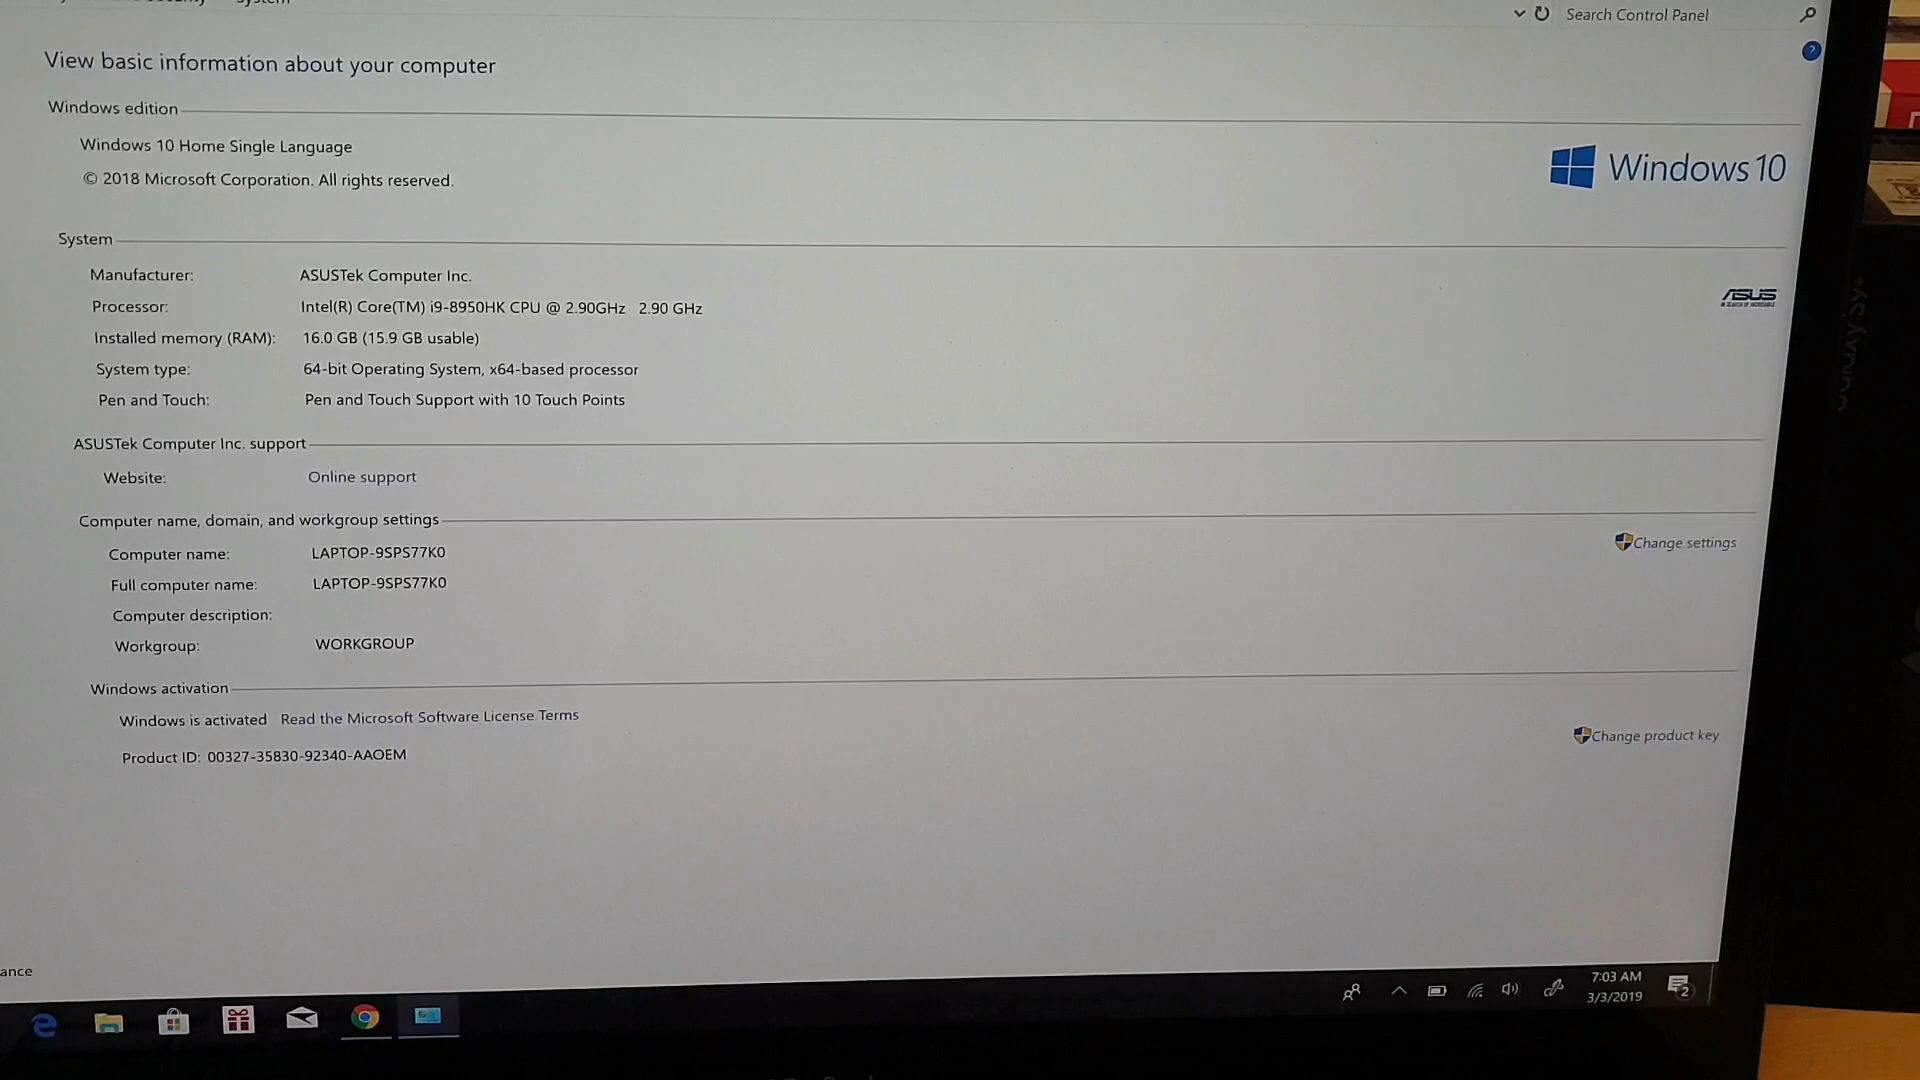 Search Control Panel
View basic information about your computer
Windows edition
Windows 10 Home Single Language
© 2018 Microsoft Corporation. All rights reserved.
Windows 10
System
Manufacturer: ASUSTek Computer Inc.
Processor: Intel(R) Core(TM) i9-8950HK CPU @ 2.90GHz 2.90 GHz
ASUS
IN SEARCH OF INCREDIBLE
Installed memory (RAM): 16.0 GB (15.9 GB usable)
System type: 64-bit Operating System, x64-based processor
Pen and Touch: Pen and Touch Support with 10 Touch Points
ASUSTek Computer Inc. support
Website: Online support
Computer name, domain, and workgroup settings
Computer name: LAPTOP-9SPS77K0
Change settings
Full computer name: LAPTOP-9SPS77K0
Computer description:
Workgroup: WORKGROUP
Windows activation
Windows is activated Read the Microsoft Software License Terms
Change product key
Product ID: 00327-35830-92340-AAOEM
ance
7:03 AM
3/3/2019
2